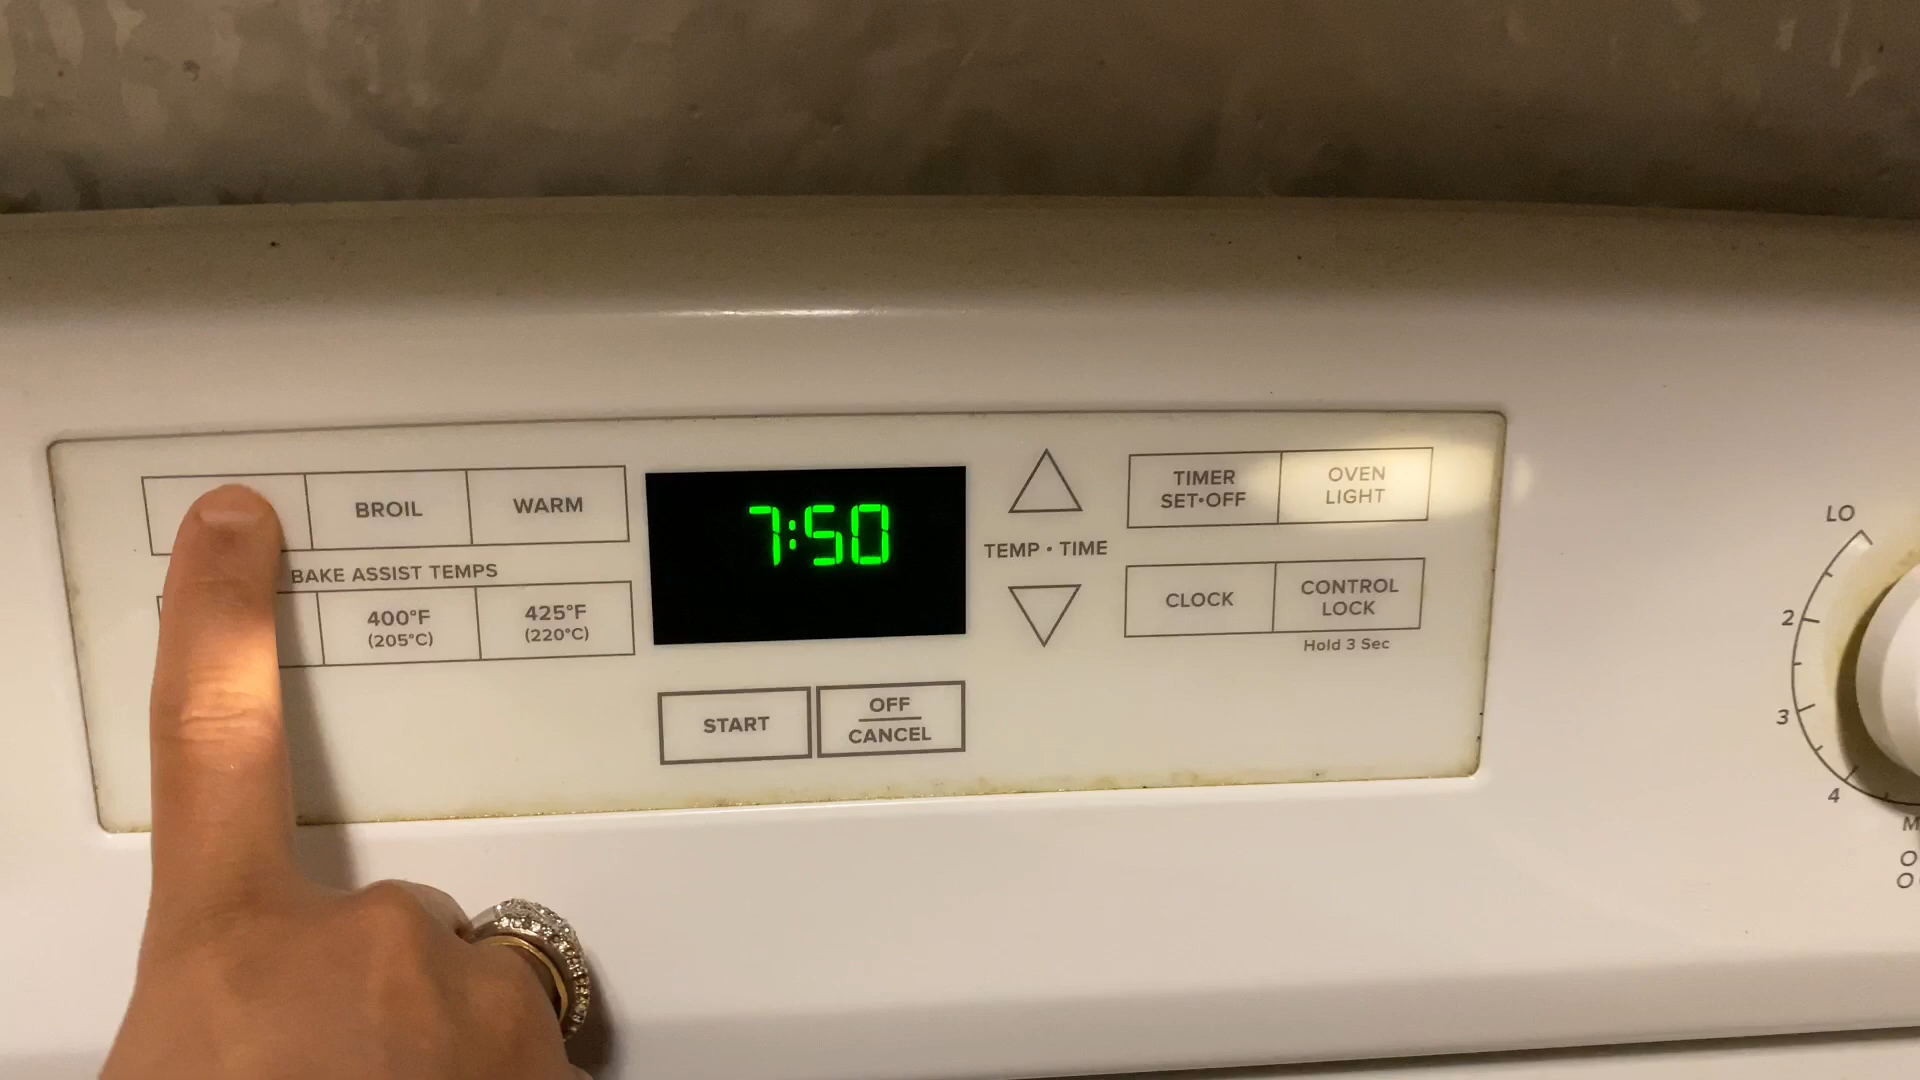 BROIL
WARM
BAKE ASSIST TEMPS
400°F
(205°C)
425°F
(220°C)
7:50
START
OFF
CANCEL
TEMP • TIME
TIMER
SET•OFF
OVEN
LIGHT
CLOCK
CONTROL
LOCK
Hold 3 Sec
LO
2
3
4